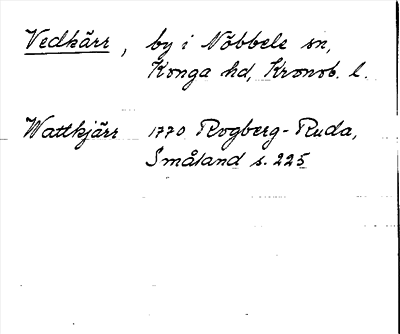 Vedkärr, by i Nöbbele sn,
Konga hd, Kronob. l.
Wattkjärr 1770 Rogberg-Ruda,
Småland s. 225